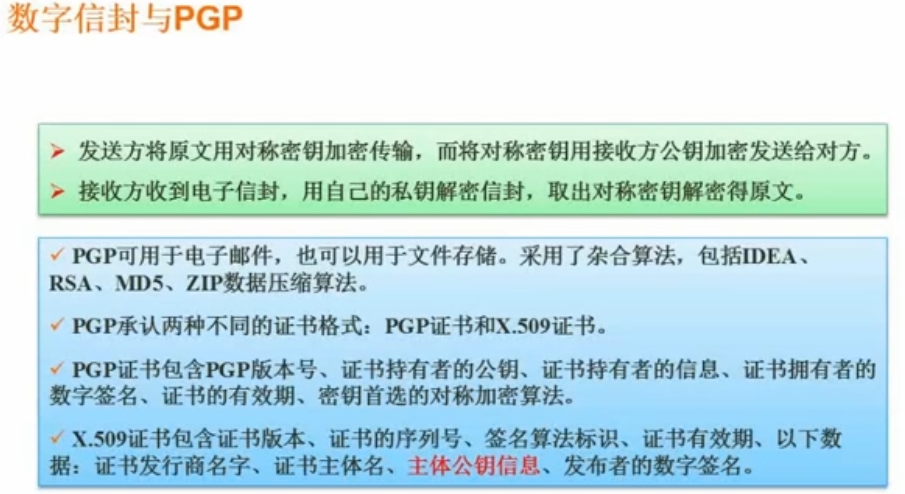 数字信封与PGP
➢ 发送方将原文用对称密钥加密传输，而将对称密钥用接收方公钥加密发送给对方。
➢ 接收方收到电子信封，用自己的私钥解密信封，取出对称密钥解密得原文。
✓ PGP可用于电子邮件，也可以用于文件存储。采用了杂合算法，包括IDEA、
RSA、MD5、ZIP数据压缩算法。
✓ PGP承认两种不同的证书格式：PGP证书和X.509证书。
✓ PGP证书包含PGP版本号、证书持有者的公钥、证书持有者的信息、证书拥有者的
数字签名、证书的有效期、密钥首选的对称加密算法。
✓ X.509证书包含证书版本、证书的序列号、签名算法标识、证书有效期、以下数
据：证书发行商名字、证书主体名、主体公钥信息、发布者的数字签名。